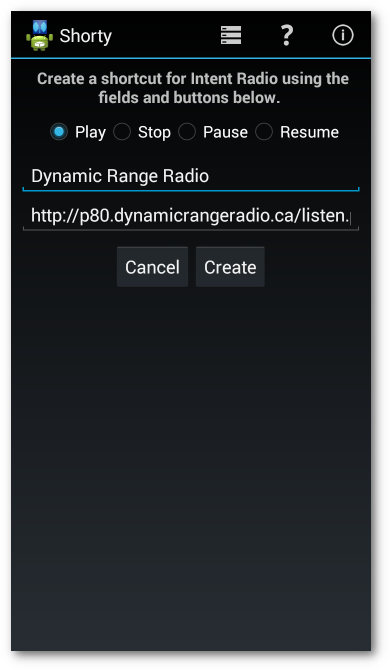 Shorty
Create a shortcut for Intent Radio using the
fields and buttons below.
Play Stop Pause Resume
Dynamic Range Radio
http://p80.dynamicrangeradio.ca/listen.
Cancel Create